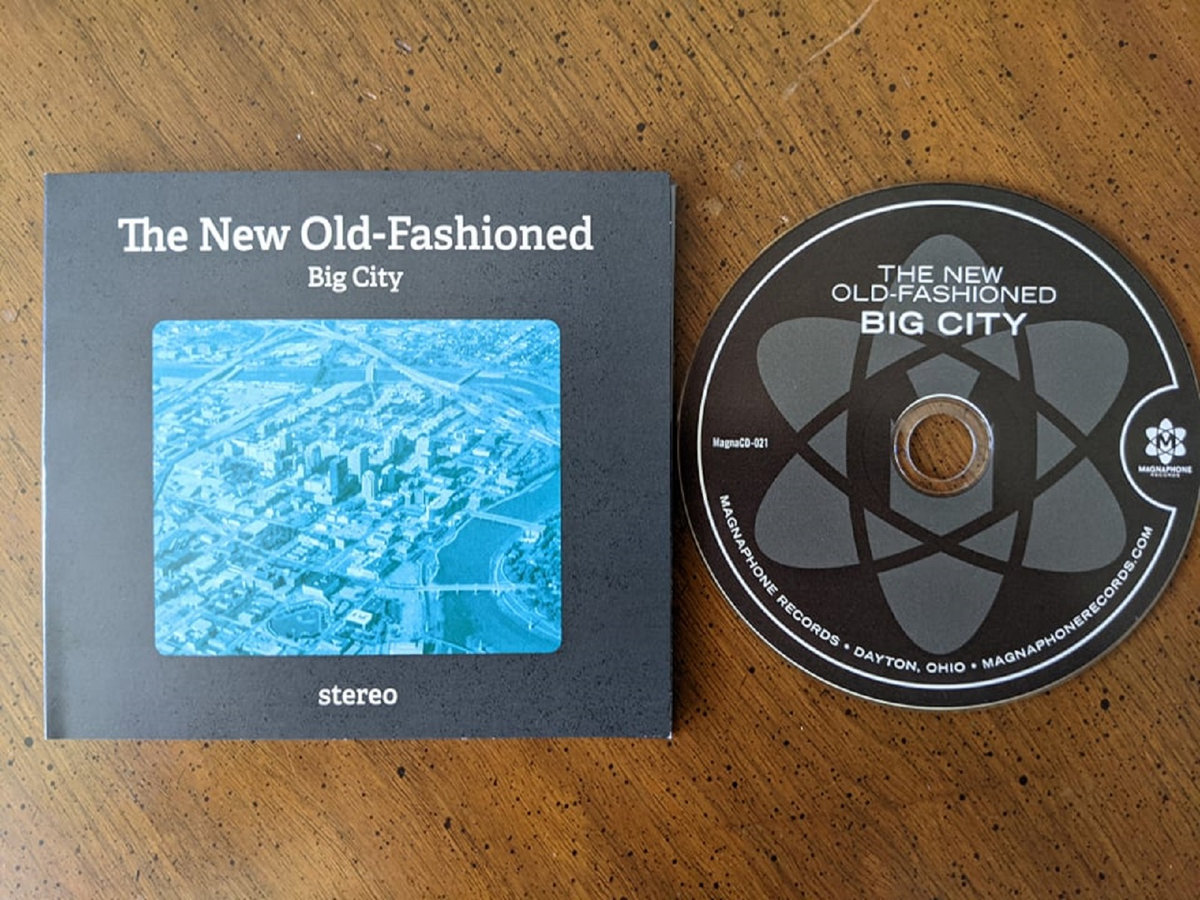 The New Old-Fashioned
Big City
stereo
THE NEW
OLD-FASHIONED
BIG CITY
MagnaCD-021
M
MAGNAPHONE
RECORDS
MAGNAPHONE RECORDS • DAYTON, OHIO • MAGNAPHONERECORDS.COM